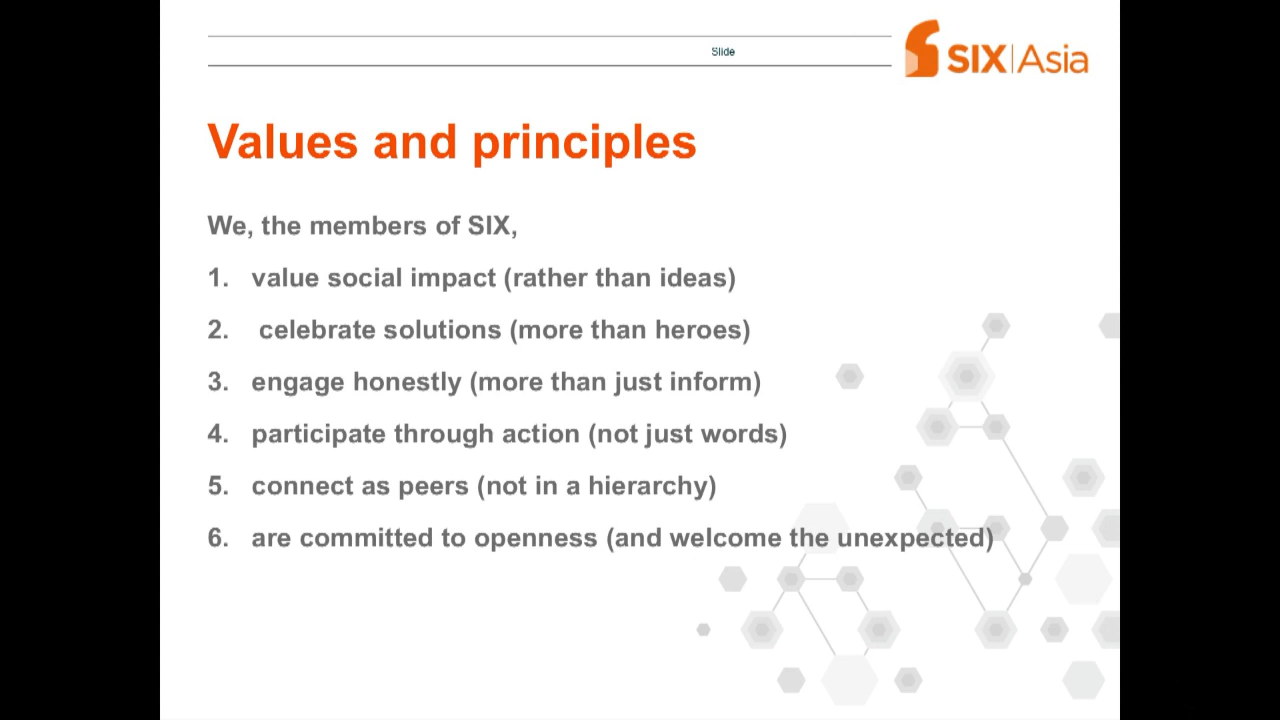 Slide
SIX|Asia
Values and principles
We, the members of SIX,
1. value social impact (rather than ideas)
2. celebrate solutions (more than heroes)
3. engage honestly (more than just inform)
4. participate through action (not just words)
5. connect as peers (not in a hierarchy)
6. are committed to openness (and welcome the unexpected)